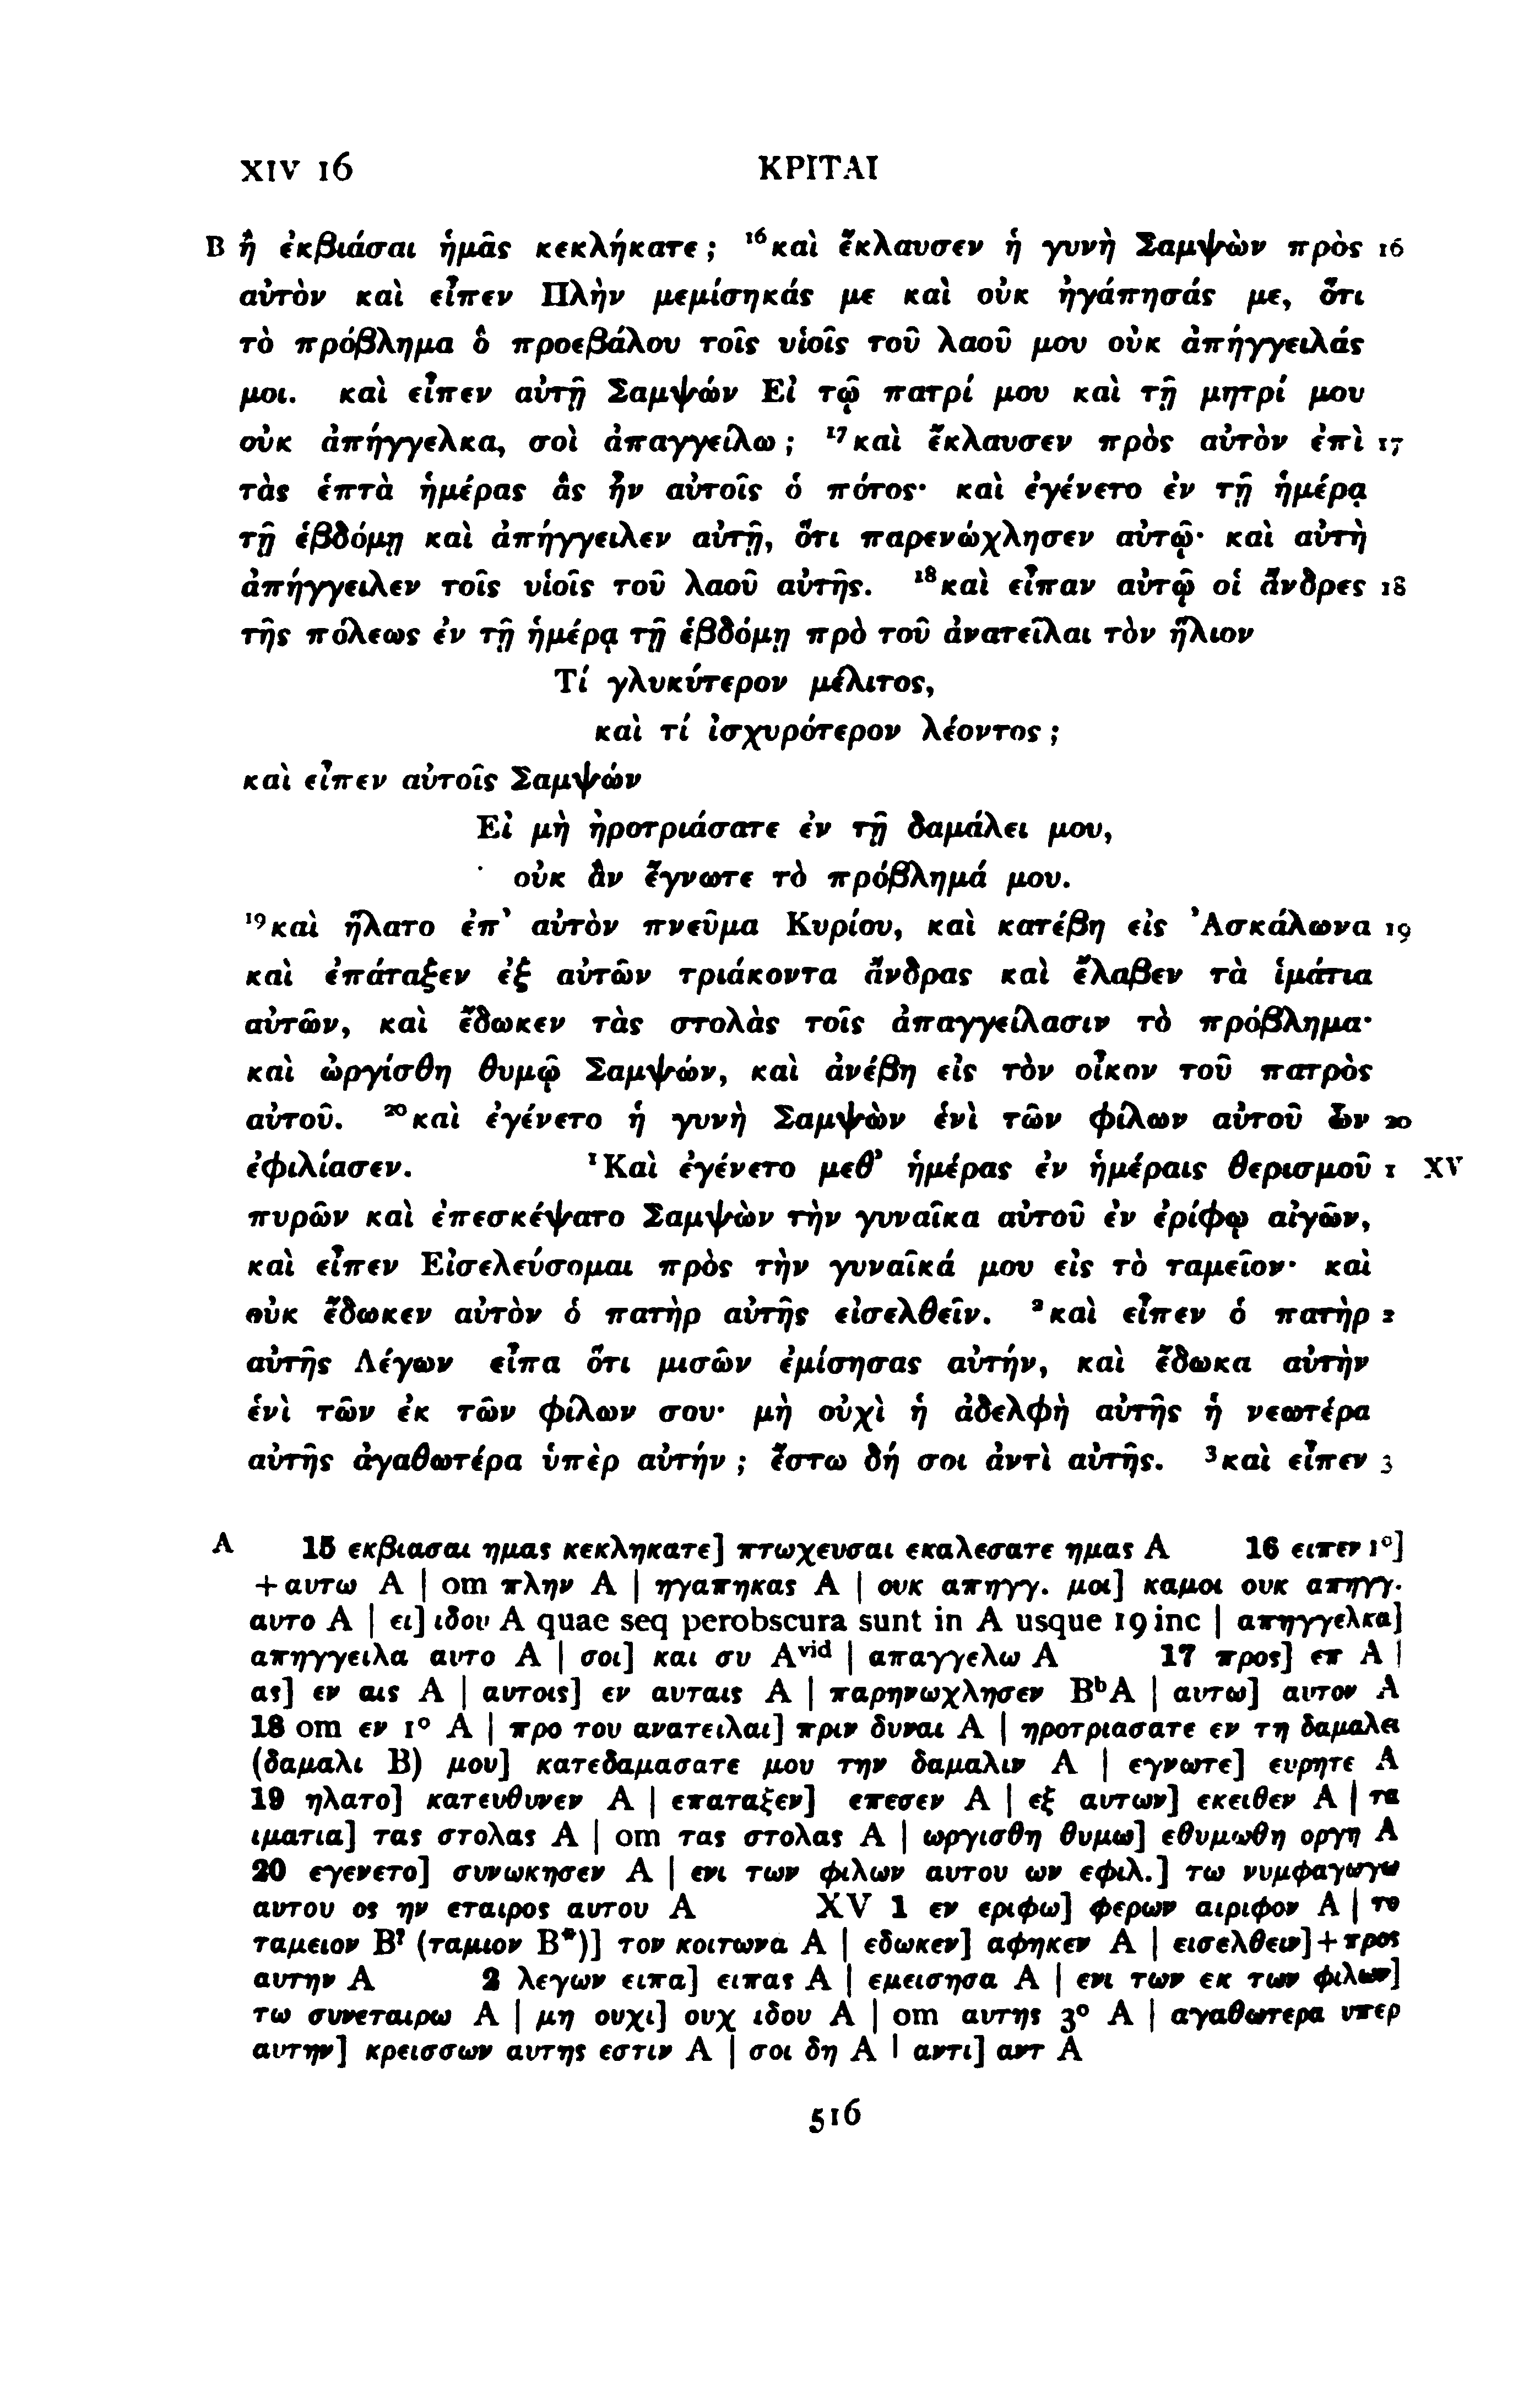 XIV 16 ΚΡΙΤΑΙ
B ἢ ἐκβιάσαι ἡμᾶς κεκλήκατε; ¹⁶καὶ ἔκλαυσεν ἡ γυνὴ Σαμψὼν πρὸς 16
αὐτὸν καὶ εἶπεν Πλὴν μεμίσηκάς με καὶ οὐκ ἠγάπησάς με, ὅτι
τὸ πρόβλημα ὃ προεβάλου τοῖς υἱοῖς τοῦ λαοῦ μου οὐκ ἀπήγγειλάς
μοι. καὶ εἶπεν αὐτῇ Σαμψών Εἰ τῷ πατρί μου καὶ τῇ μητρί μου
οὐκ ἀπήγγελκα, σοὶ ἀπαγγείλω; ¹⁷καὶ ἔκλαυσεν πρὸς αὐτὸν ἐπὶ 17
τὰς ἑπτὰ ἡμέρας ἃς ἦν αὐτοῖς ὁ πότος· καὶ ἐγένετο ἐν τῇ ἡμέρᾳ
τῇ ἑβδόμῃ καὶ ἀπήγγειλεν αὐτῇ, ὅτι παρενώχλησεν αὐτῷ· καὶ αὐτὴ
ἀπήγγειλεν τοῖς υἱοῖς τοῦ λαοῦ αὐτῆς. ¹⁸καὶ εἶπαν αὐτῷ οἱ ἄνδρες 18
τῆς πόλεως ἐν τῇ ἡμέρᾳ τῇ ἑβδόμῃ πρὸ τοῦ ἀνατεῖλαι τὸν ἥλιον
Τί γλυκύτερον μέλιτος,
καὶ τί ἰσχυρότερον λέοντος;
καὶ εἶπεν αὐτοῖς Σαμψών
Εἰ μὴ ἠροτριάσατε ἐν τῇ δαμάλει μου,
οὐκ ἂν ἔγνωτε τὸ πρόβλημά μου.
¹⁹καὶ ἥλατο ἐπ’ αὐτὸν πνεῦμα Κυρίου, καὶ κατέβη εἰς Ἀσκάλωνα 19
καὶ ἐπάταξεν ἐξ αὐτῶν τριάκοντα ἄνδρας καὶ ἔλαβεν τὰ ἱμάτια
αὐτῶν, καὶ ἔδωκεν τὰς στολὰς τοῖς ἀπαγγείλασιν τὸ πρόβλημα·
καὶ ὠργίσθη θυμῷ Σαμψών, καὶ ἀνέβη εἰς τὸν οἶκον τοῦ πατρὸς
αὐτοῦ. ²⁰καὶ ἐγένετο ἡ γυνὴ Σαμψὼν ἑνὶ τῶν φίλων αὐτοῦ ὧν 20
ἐφιλίασεν. ¹Καὶ ἐγένετο μεθ’ ἡμέρας ἐν ἡμέραις θερισμοῦ 1 XV
πυρῶν καὶ ἐπεσκέψατο Σαμψὼν τὴν γυναῖκα αὐτοῦ ἐν ἐρίφῳ αἰγῶν,
καὶ εἶπεν Εἰσελεύσομαι πρὸς τὴν γυναῖκά μου εἰς τὸ ταμεῖον· καὶ
οὐκ ἔδωκεν αὐτὸν ὁ πατὴρ αὐτῆς εἰσελθεῖν. ²καὶ εἶπεν ὁ πατὴρ 2
αὐτῆς Λέγων εἶπα ὅτι μισῶν ἐμίσησας αὐτήν, καὶ ἔδωκα αὐτὴν
ἑνὶ τῶν ἐκ τῶν φίλων σου· μὴ οὐχὶ ἡ ἀδελφὴ αὐτῆς ἡ νεωτέρα
αὐτῆς ἀγαθωτέρα ὑπὲρ αὐτήν; ἔστω δή σοι ἀντὶ αὐτῆς. ³καὶ εἶπεν 3
A 15 εκβιασαι ημας κεκληκατε] πτωχευσαι εκαλεσατε ημας A 16 ειπεν 1°]
+αυτω A | om πλην A | ηγαπηκας A | ουκ απηγγ. μοι] καμοι ουκ απηγγ.
αυτο A | ει] ιδου A quae seq perobscura sunt in A usque 19 inc | απηγγελκα]
απηγγειλα αυτο A | σοι] και συ Aᵛⁱᵈ | απαγγελω A 17 προς] επ A |
ας] εν αις A | αυτοις] εν αυταις A | παρηνωχλησεν BᵇA | αυτω] αυτον A
18 om εν 1° A | προ του ανατειλαι] πριν δυναι A | ηροτριασατε εν τη δαμαλει
(δαμαλι B) μου] κατεδαμασατε μου την δαμαλιν A | εγνωτε] ευρητε A
19 ηλατο] κατευθυνεν A | επαταξεν] επεσεν A | εξ αυτων] εκειθεν A | τα
ιματια] τας στολας A | om τας στολας A | ωργισθη θυμω] εθυμωθη οργη A
20 εγενετο] συνωκησεν A | ενι των φιλων αυτου ων εφιλ.] τω νυμφαγωγω
αυτου ος ην εταιρος αυτου A XV 1 εν εριφω] φερων αιριφον A | το
ταμειον Bˀ (ταμιον B*)] τον κοιτωνα A | εδωκεν] αφηκεν A | εισελθειν]+προς
αυτην A 2 λεγων ειπα] ειπας A | εμεισησα A | ενι των εκ των φιλων]
τω συνεταιρω A | μη ουχι] ουχ ιδου A | om αυτης 3° A | αγαθωτερα υπερ
αυτην] κρεισσων αυτης εστιν A | σοι δη A | αντι] αντ A
516